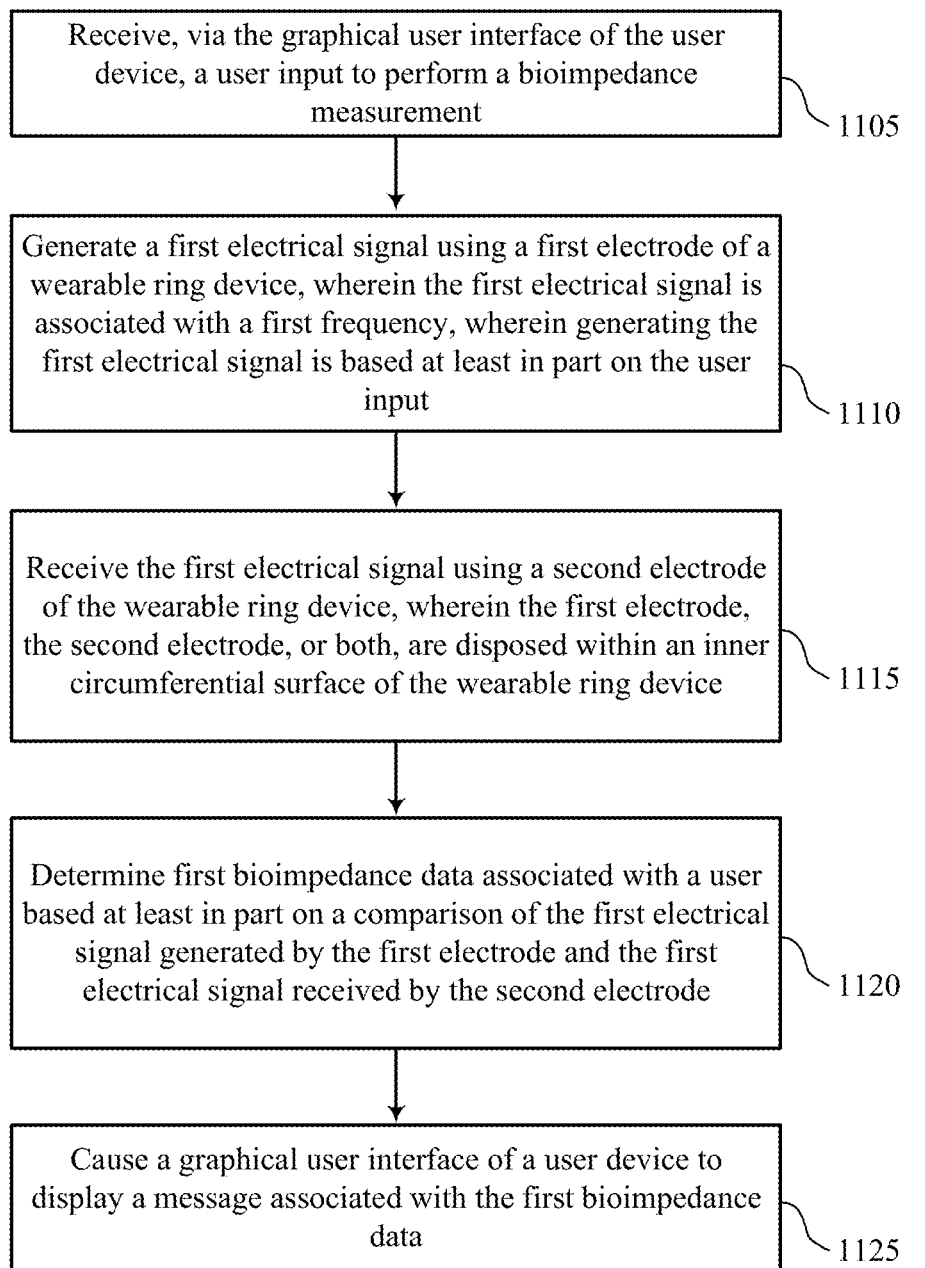 Receive, via the graphical user interface of the user
device, a user input to perform a bioimpedance
measurement
1105
Generate a first electrical signal using a first electrode of a
wearable ring device, wherein the first electrical signal is
associated with a first frequency, wherein generating the
first electrical signal is based at least in part on the user
input
1110
Receive the first electrical signal using a second electrode
of the wearable ring device, wherein the first electrode,
the second electrode, or both, are disposed within an inner
circumferential surface of the wearable ring device
1115
Determine first bioimpedance data associated with a user
based at least in part on a comparison of the first electrical
signal generated by the first electrode and the first
electrical signal received by the second electrode
1120
Cause a graphical user interface of a user device to
display a message associated with the first bioimpedance
data
1125